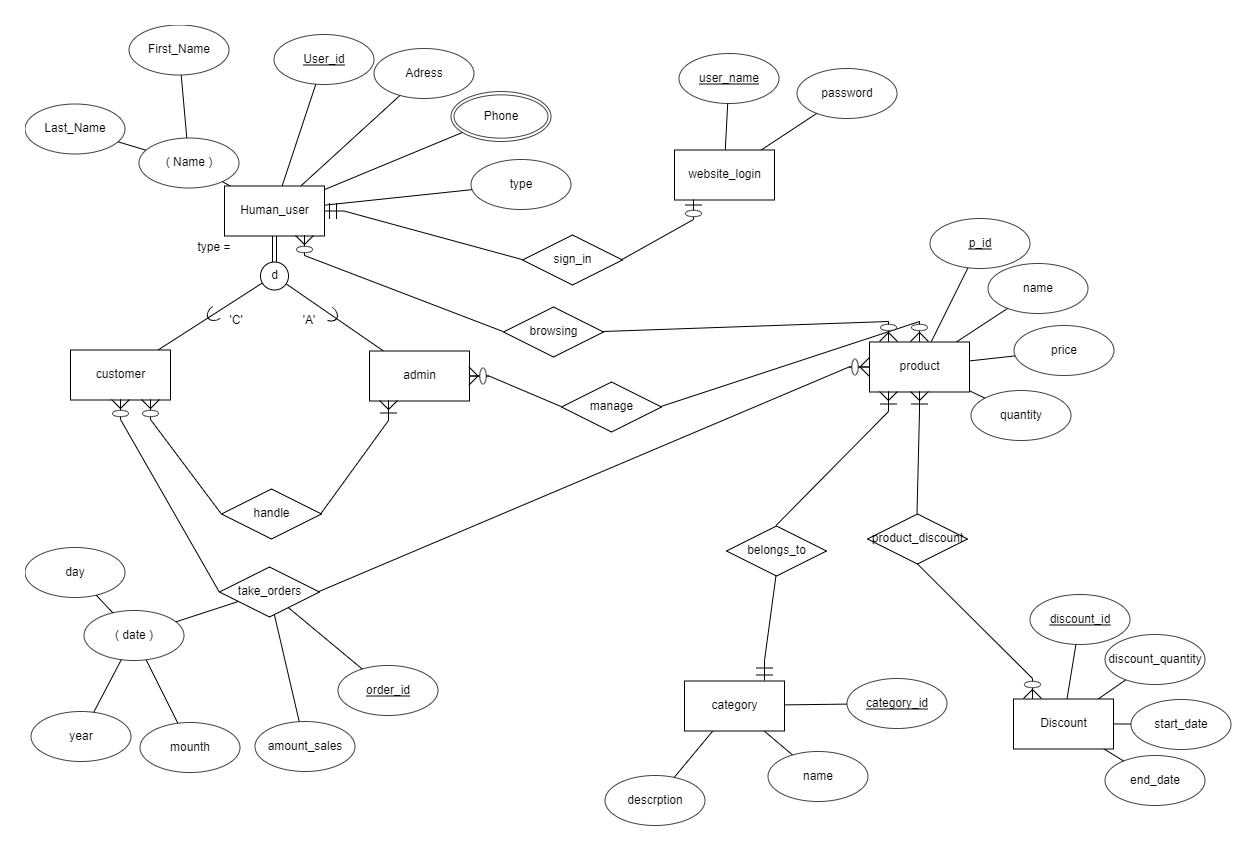 First_Name
User_id
Adress
Last_Name
Phone
( Name )
type
user_name
password
Human_user
website_login
type =
sign_in
p_id
d
name
'C'
'A'
browsing
product
price
customer
admin
manage
quantity
handle
belongs_to
product_discount
day
take_orders
( date )
discount_id
discount_quantity
order_id
category
category_id
Discount
start_date
year
mounth
amount_sales
name
end_date
descrption